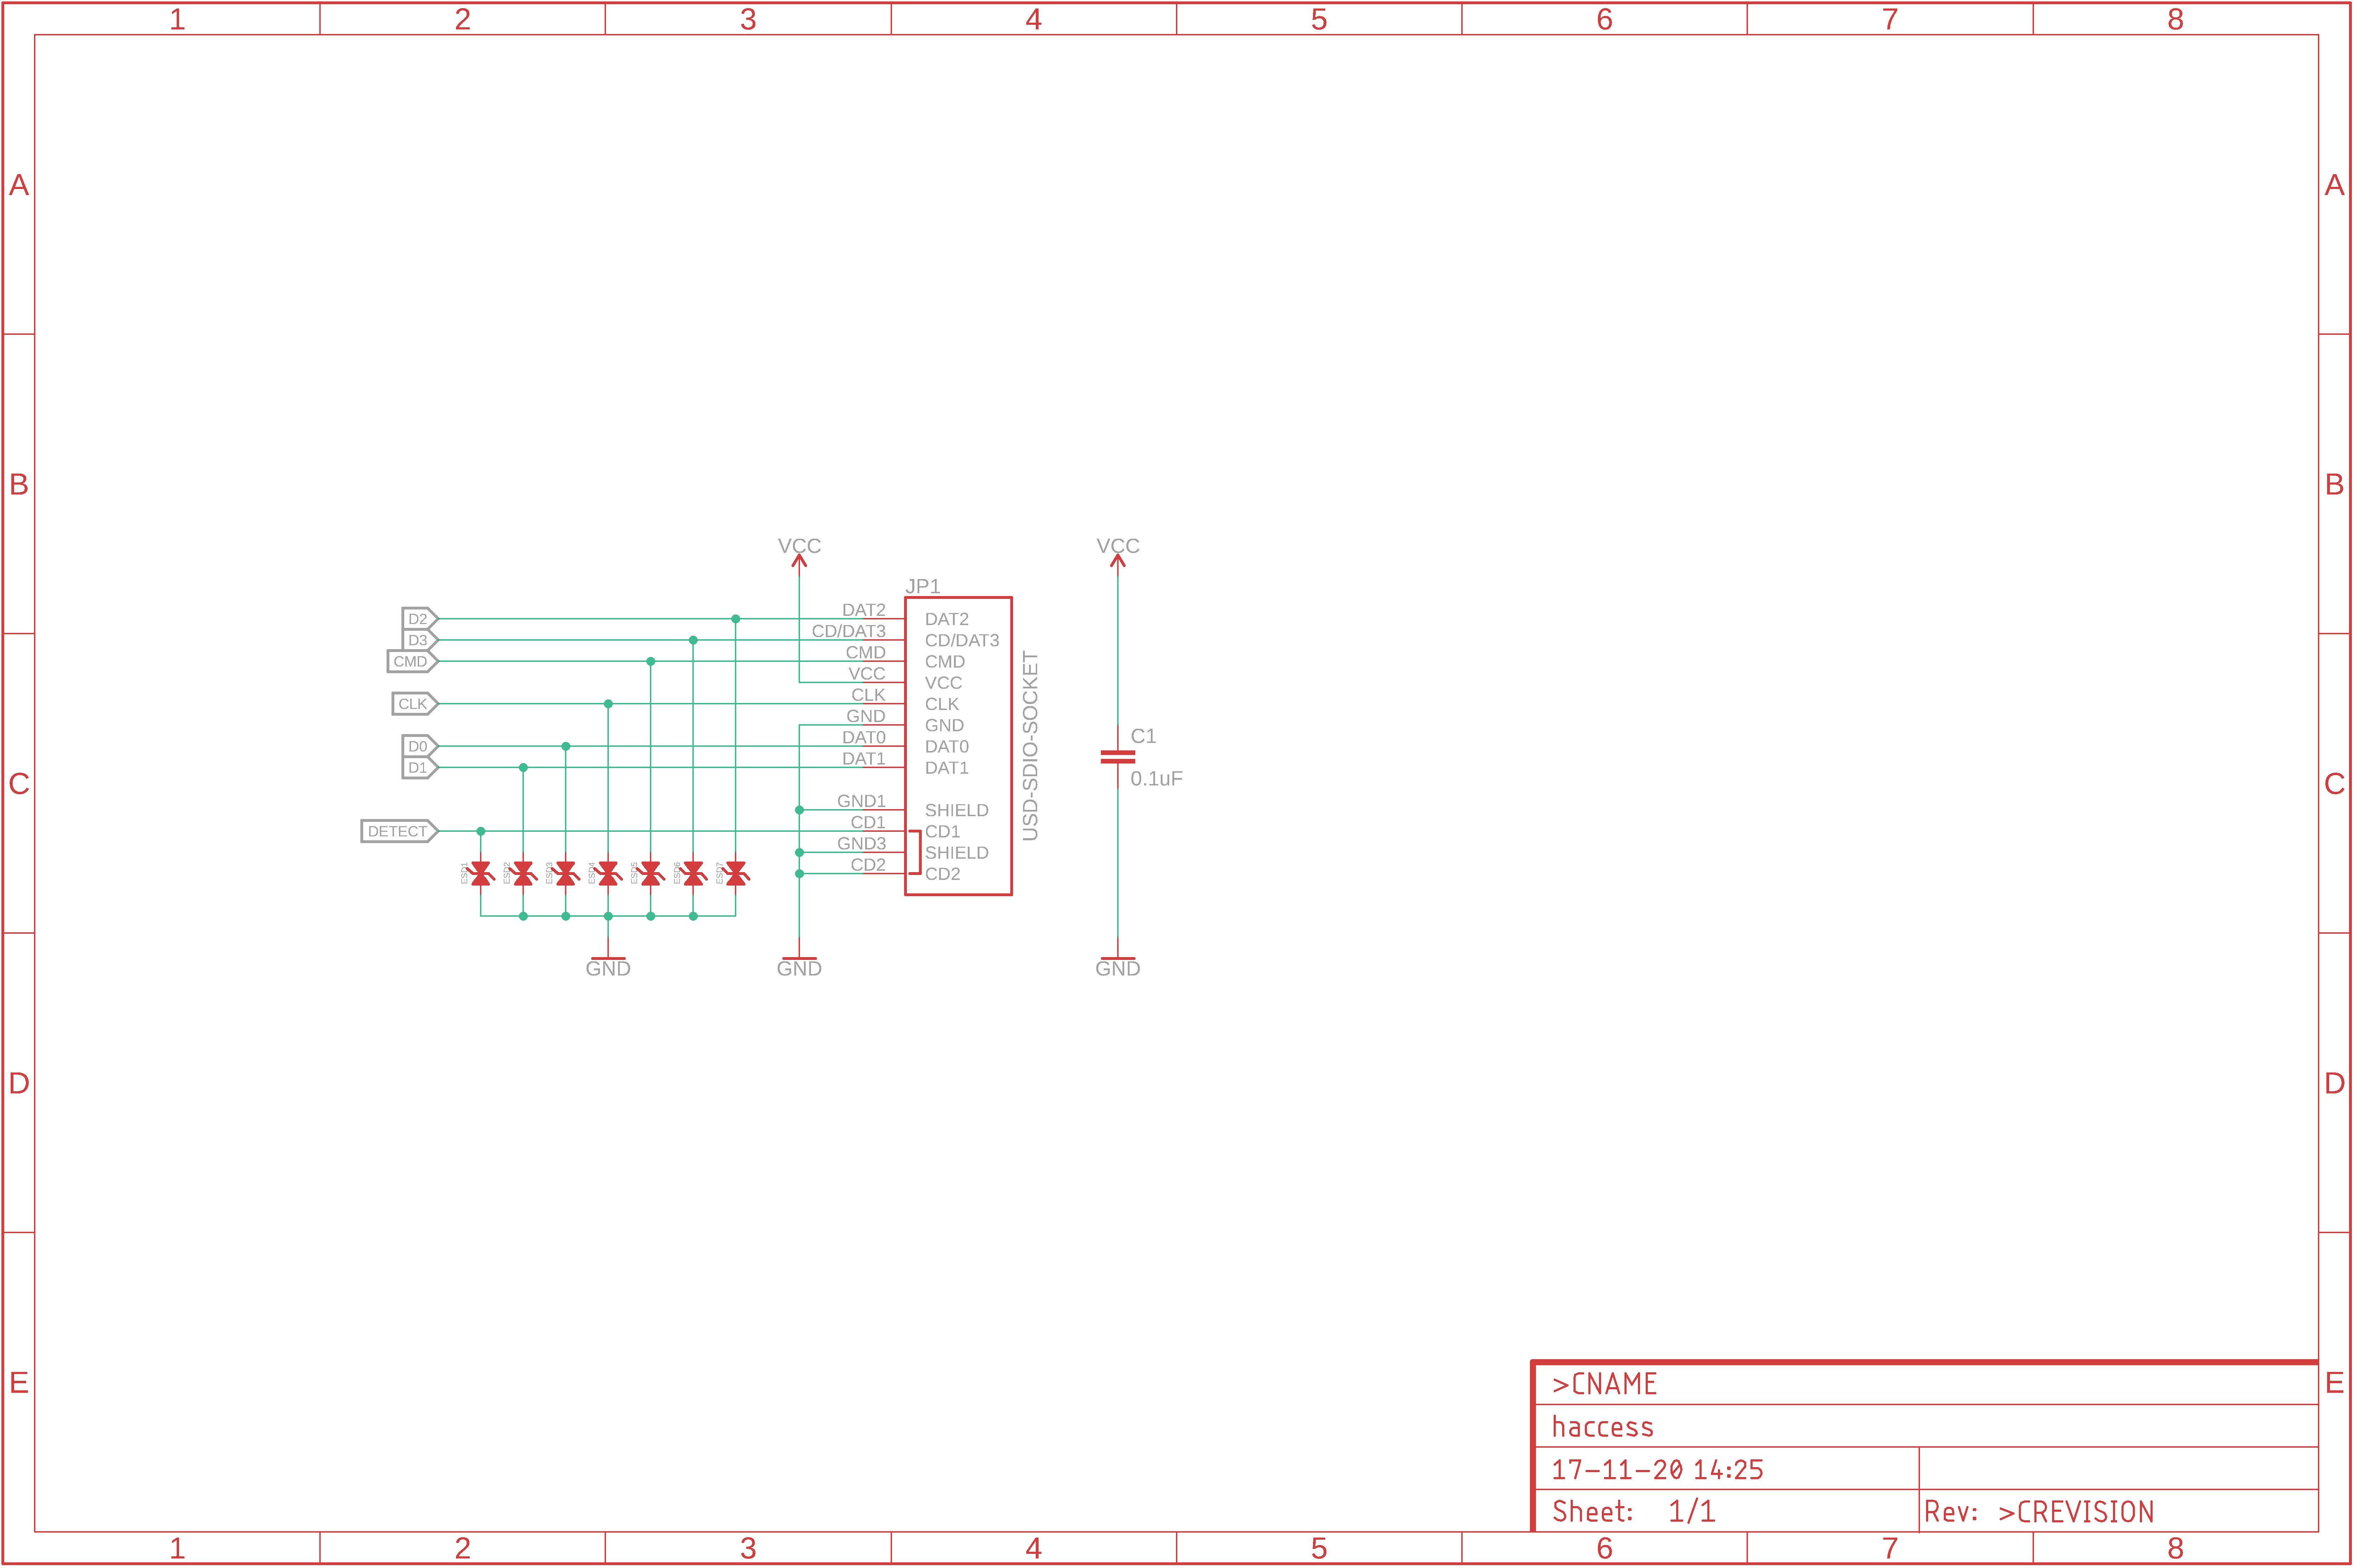 1 2 3 4 5 6 7 8
A A
B B
VCC VCC
JP1
D2 DAT2 DAT2
D3 CD/DAT3 CD/DAT3
CMD CMD CMD
VCC VCC
CLK CLK CLK
GND GND
D0 DAT0 DAT0
D1 DAT1 DAT1
USD-SDIO-SOCKET
C1
0.1uF
C C
GND1 SHIELD
DETECT CD1 CD1
GND3 SHIELD
CD2 CD2
ESD1 ESD2 ESD3 ESD4 ESD5 ESD6 ESD7
GND GND GND
D D
E E
>CNAME
haccess
17-11-20 14:25
Sheet: 1/1 Rev: >CREVISION
1 2 3 4 5 6 7 8